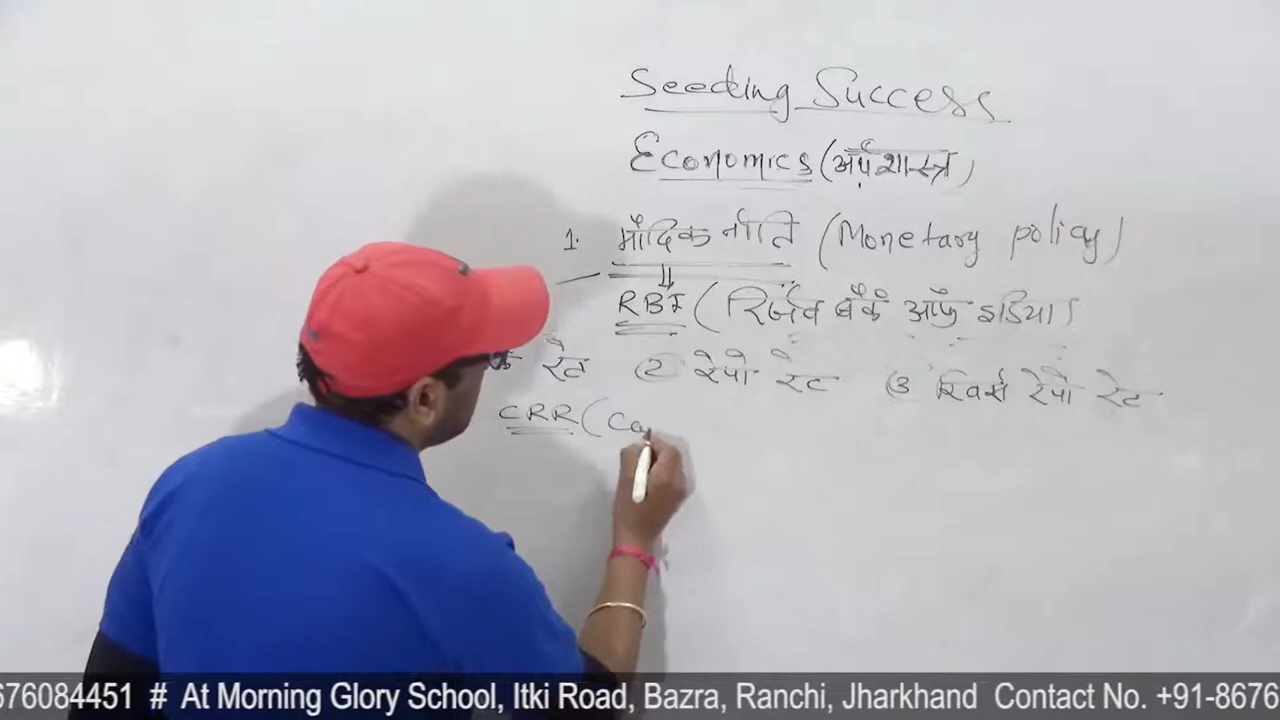 Seeding Success
Economics (अर्थशास्त्र)
1. मौद्रिक नीति (Monetary policy)
RBI ( रिर्जव बैंक ऑफ इंडिया )
रेट (2) रेपो रेट (3) रिवर्स रेपो रेट
CRR (Ca
676084451 # At Morning Glory School, Itki Road, Bazra, Ranchi, Jharkhand Contact No. +91-8676